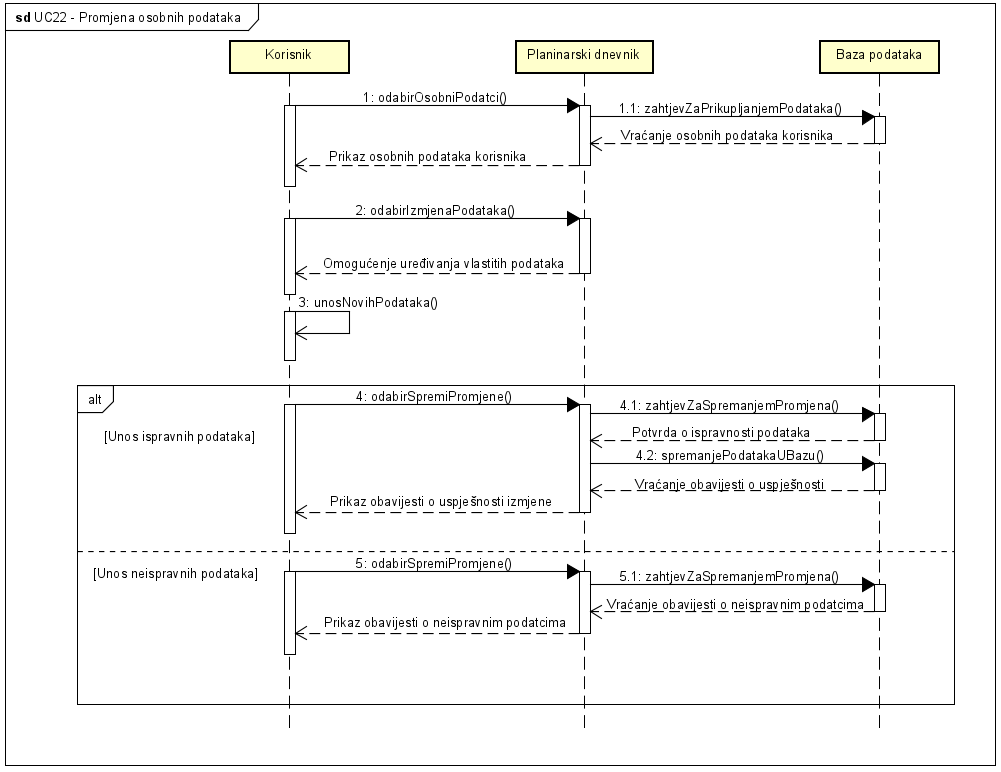 sd UC22 - Promjena osobnih podataka
Korisnik
Planinarski dnevnik
Baza podataka
1: odabirOsobniPodatci()
1.1: zahtjevZaPrikupljanjemPodataka()
Vraćanje osobnih podataka korisnika
Prikaz osobnih podataka korisnika
2: odabirIzmjenaPodataka()
Omogućenje uređivanja vlastitih podataka
3: unosNovihPodataka()
alt
4: odabirSpremiPromjene()
4.1: zahtjevZaSpremanjemPromjena()
[Unos ispravnih podataka]
Potvrda o ispravnosti podataka
4.2: spremanjePodatakaUBazu()
Vraćanje obavijesti o uspješnosti
Prikaz obavijesti o uspješnosti izmjene
5: odabirSpremiPromjene()
[Unos neispravnih podataka]
5.1: zahtjevZaSpremanjemPromjena()
Vraćanje obavijesti o neispravnim podatcima
Prikaz obavijesti o neispravnim podatcima